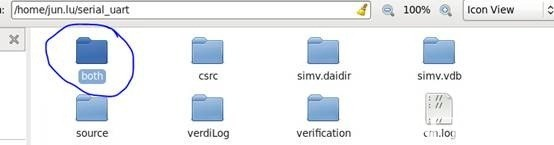 n: /home/jun.lu/serial_uart 100% Icon View
both csrc simv.daidir simv.vdb
source verdiLog verification cm.log